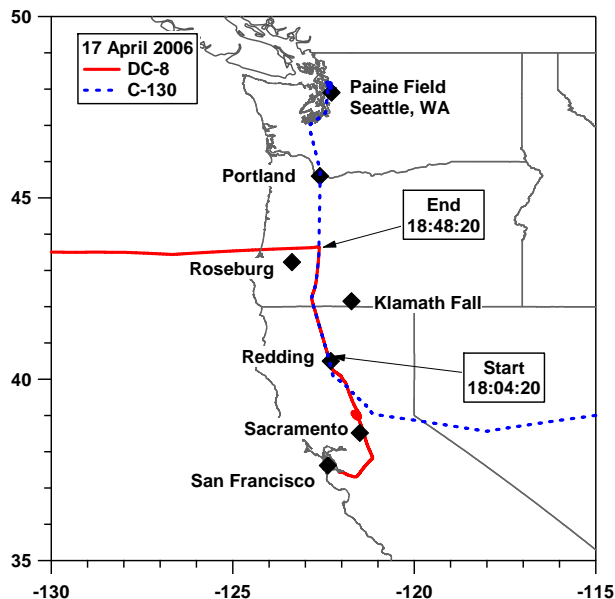 50
17 April 2006
DC-8
C-130
Paine Field
Seattle, WA
45
Portland
End
18:48:20
Roseburg
Klamath Fall
Redding
Start
18:04:20
40
Sacramento
San Francisco
35
-130
-125
-120
-115